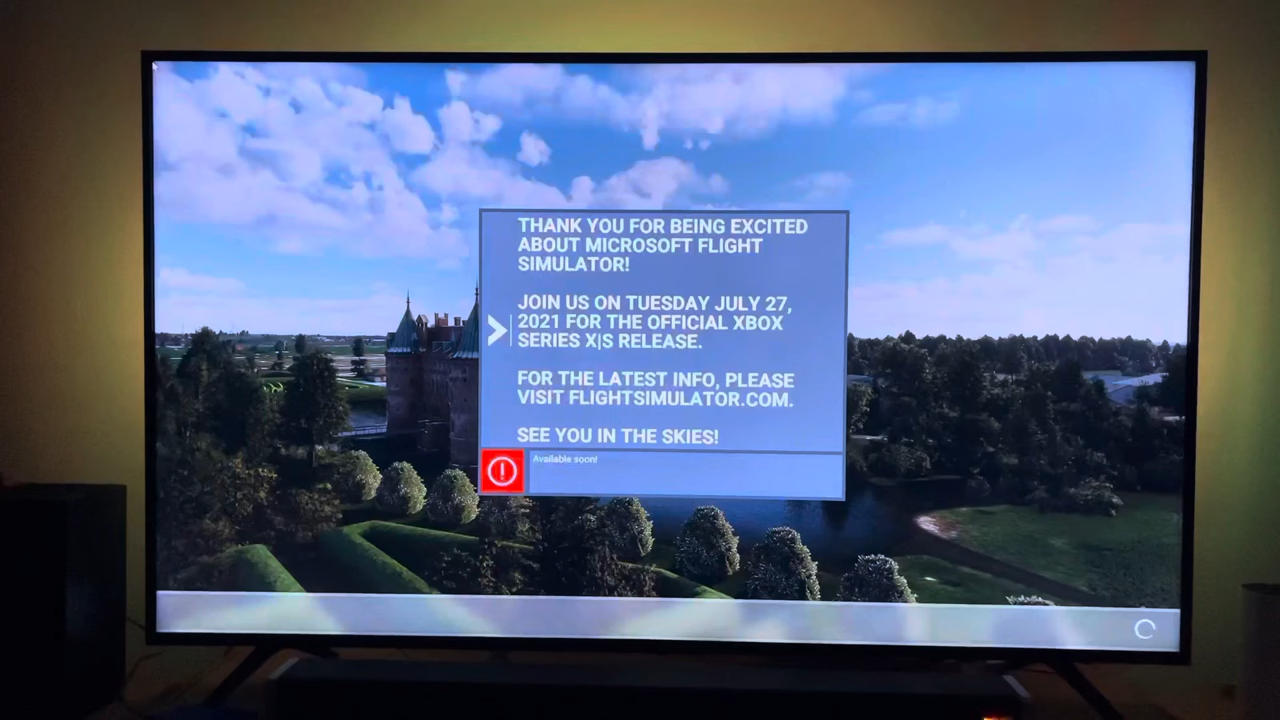 THANK YOU FOR BEING EXCITED
ABOUT MICROSOFT FLIGHT
SIMULATOR!
JOIN US ON TUESDAY JULY 27,
2021 FOR THE OFFICIAL XBOX
SERIES X|S RELEASE.
FOR THE LATEST INFO, PLEASE
VISIT FLIGHTSIMULATOR.COM.
SEE YOU IN THE SKIES!
Available soon!